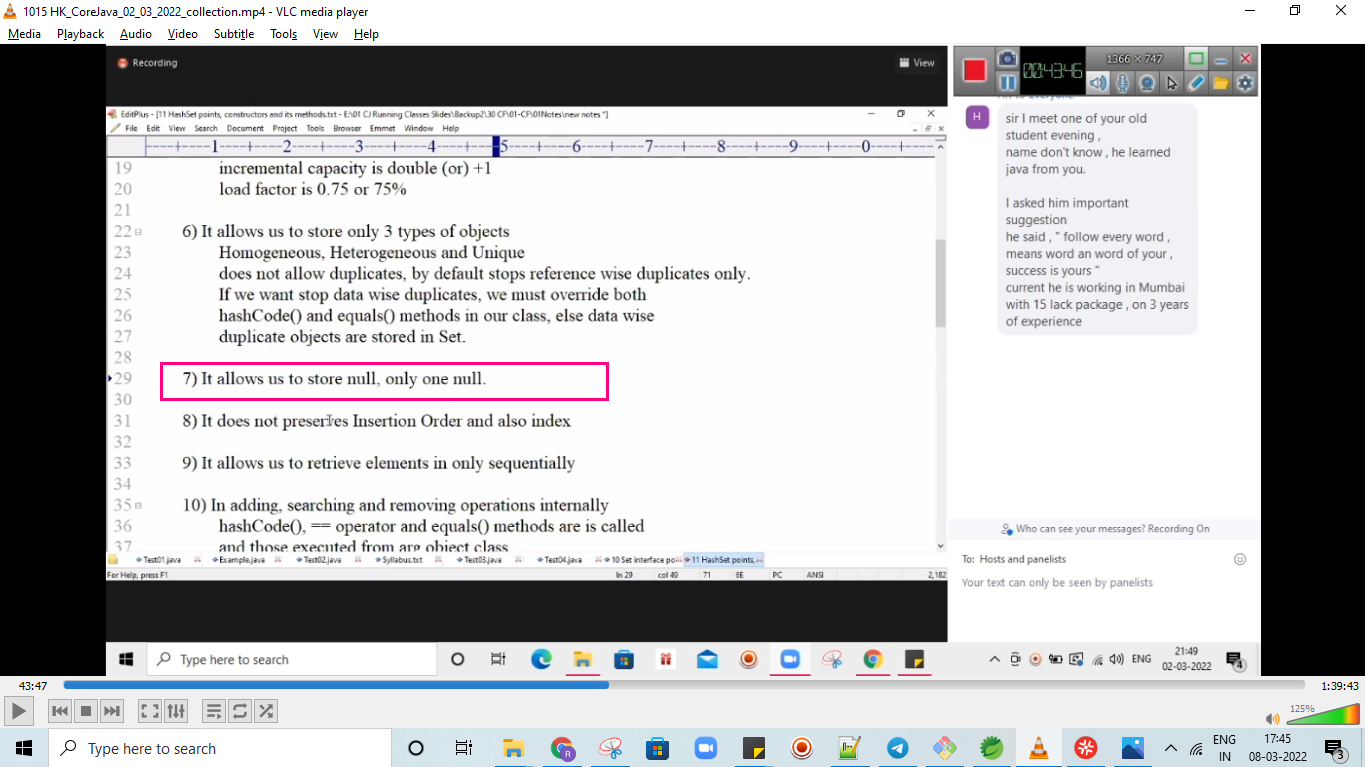 1015 HK_CoreJava_02_03_2022_collection.mp4 - VLC media player
Media Playback Audio Video Subtitle Tools View Help
Recording
View
1366 × 747
00:43:46
EditPlus - [11 HashSet points, constructors and its methods.txt - E:\01 CJ Running Classes Slides\Backup2\30 CP\01-CP\01Notes\new notes *]
File Edit View Search Document Project Tools Browser Emmet Window Help
1 2 3 4 5 6 7 8 9 0
19 incremental capacity is double (or) +1
20 load factor is 0.75 or 75%
21
22 6) It allows us to store only 3 types of objects
23 Homogeneous, Heterogeneous and Unique
24 does not allow duplicates, by default stops reference wise duplicates only.
25 If we want stop data wise duplicates, we must override both
26 hashCode() and equals() methods in our class, else data wise
27 duplicate objects are stored in Set.
28
29 7) It allows us to store null, only one null.
30
31 8) It does not preserves Insertion Order and also index
32
33 9) It allows us to retrieve elements in only sequentially
34
35 10) In adding, searching and removing operations internally
36 hashCode(), == operator and equals() methods are is called
37 and those executed from arg object class
Test01.java Example.java Test02.java Syllabus.txt Test03.java Test04.java 10 Set interface po 11 HashSet points,
For Help, press F1 ln 29 col 49 71 6E PC ANSI 2,182
H
sir I meet one of your old
student evening ,
name don't know , he learned
java from you.
I asked him important
suggestion
he said , " follow every word ,
means word an word of your ,
success is yours "
current he is working in Mumbai
with 15 lack package , on 3 years
of experience
Who can see your messages? Recording On
To: Hosts and panelists
Your text can only be seen by panelists
Type here to search
ENG
21:49
02-03-2022
4
43:47
1:39:43
125%
Type here to search
R
ENG
IN
17:45
08-03-2022
3